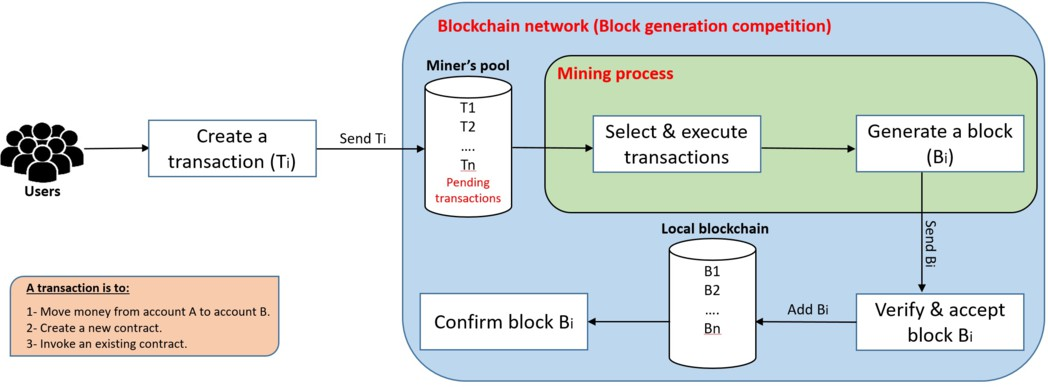 Blockchain network (Block generation competition)
Miner's pool
Mining process
T1
T2
....
Tn
Pending
transactions
Users
Create a
transaction (Ti)
Send Ti
Select & execute
transactions
Generate a block
(Bi)
Send Bi
Local blockchain
B1
B2
....
Bn
Verify & accept
block Bi
Add Bi
Confirm block Bi
A transaction is to:
1- Move money from account A to account B.
2- Create a new contract.
3- Invoke an existing contract.